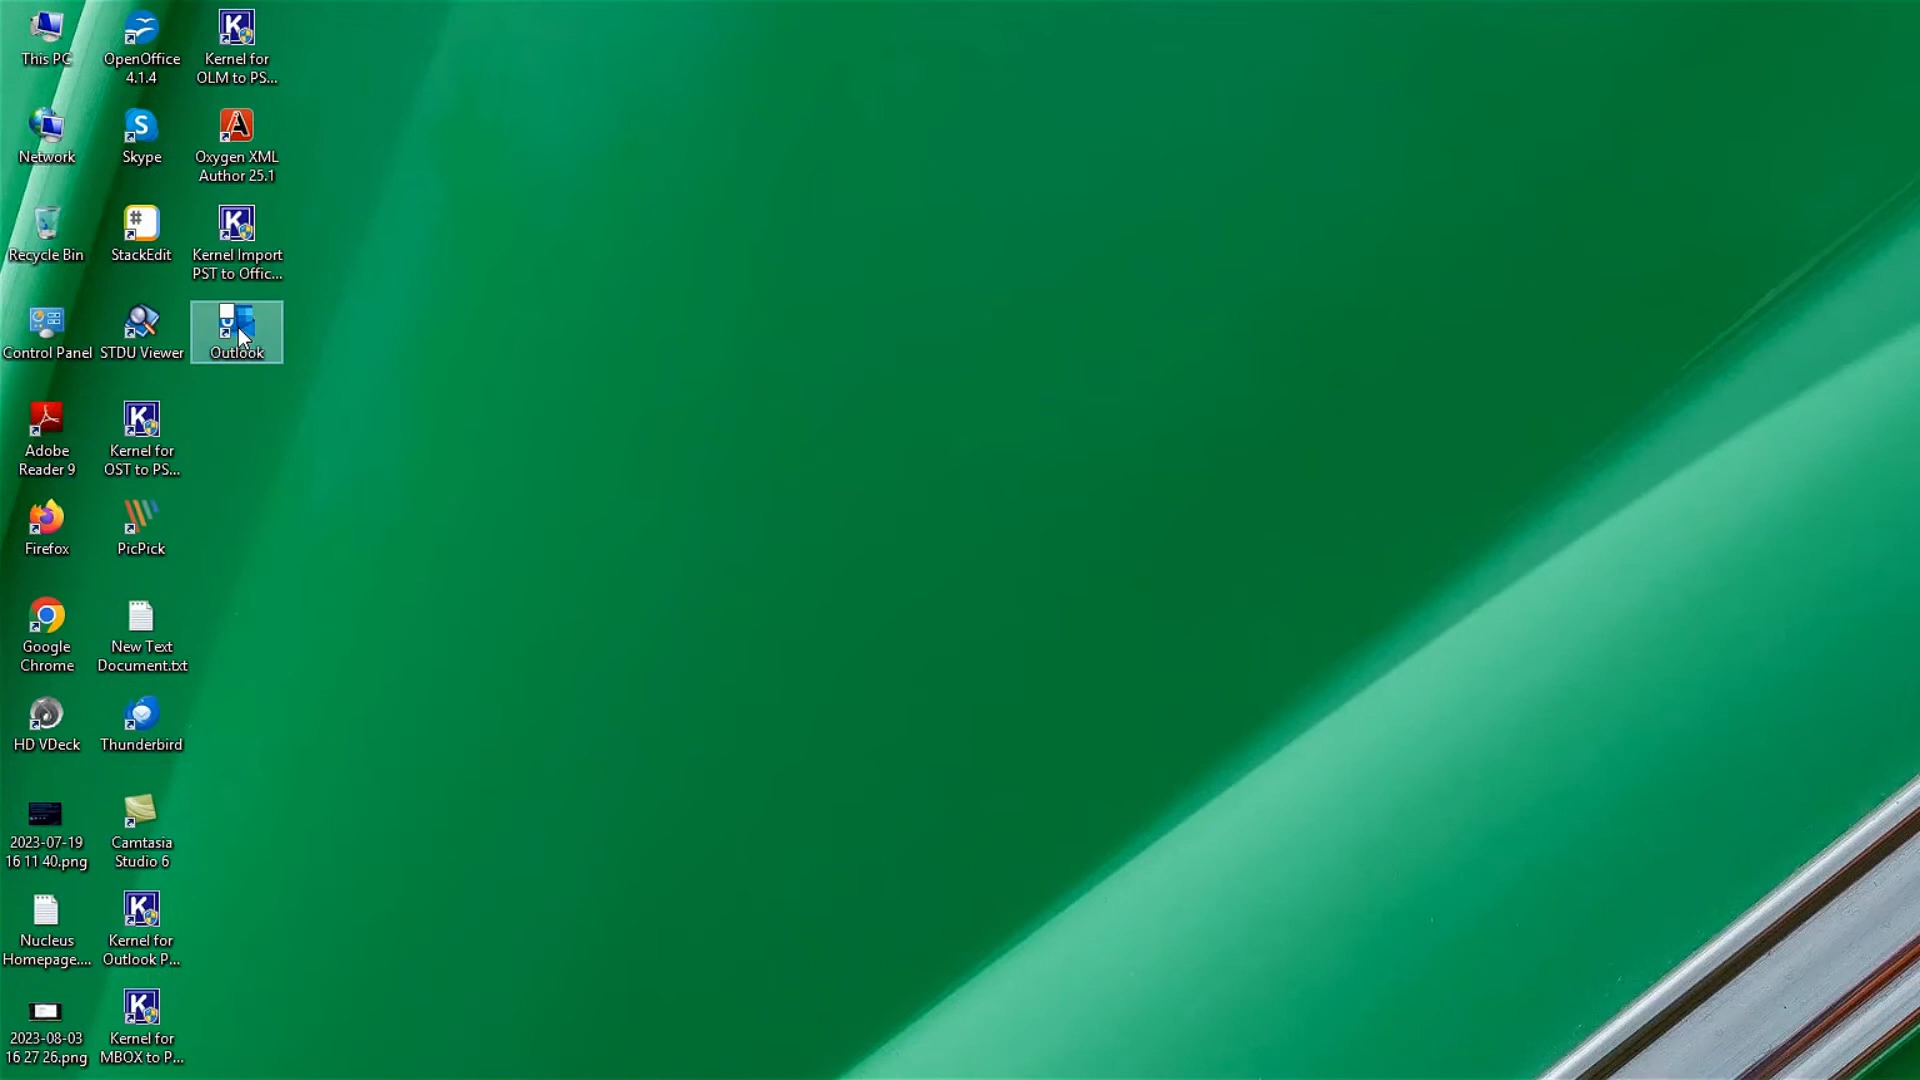 This PC
OpenOffice
4.1.4
Kernel for
OLM to PS...
Network
Skype
Oxygen XML
Author 25.1
Recycle Bin
StackEdit
Kernel Import
PST to Offic...
Control Panel
STDU Viewer
Outlook
Adobe
Reader 9
Kernel for
OST to PS...
Firefox
PicPick
Google
Chrome
New Text
Document.txt
HD VDeck
Thunderbird
2023-07-19
16 11 40.png
Camtasia
Studio 6
Nucleus
Homepage....
Kernel for
Outlook P...
2023-08-03
16 27 26.png
Kernel for
MBOX to P...